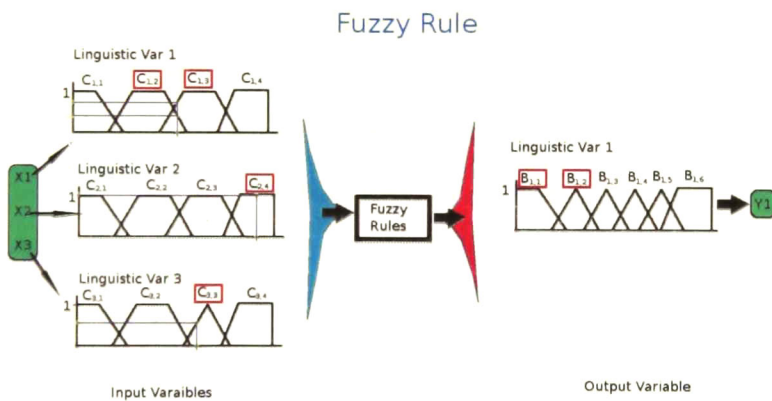 Fuzzy Rule
Linguistic Var 1
C1,1 C1,2 C1,3 C1,4
1
X1
X2
X3
Linguistic Var 2
C2,1 C2,2 C2,3 C2,4
1
Linguistic Var 3
C3,1 C3,2 C3,3 C3,4
1
Input Varaibles
Fuzzy
Rules
Linguistic Var 1
B1,1 B1,2 B1,3 B1,4 B1,5 B1,6
1
Y1
Output Variable